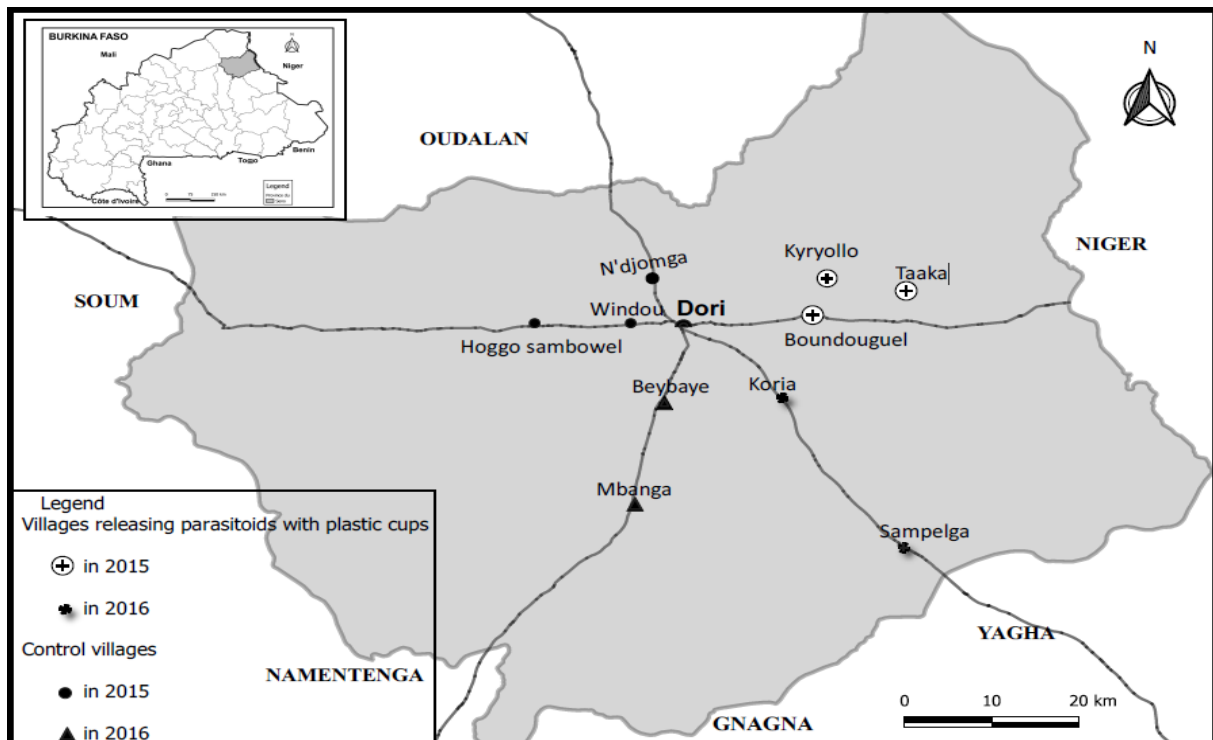 BURKINA FASO
Mali
N
Niger
Benin
Togo
Ghana
Côte d'Ivoire
Legend
N
OUDALAN
NIGER
SOUM
Kyryollo
Taaka
N'djomga
Windou
Dori
Hoggo sambowel
Boundouguel
Beybaye
Koria
Mbanga
Sampelga
YAGHA
NAMENTENGA
GNAGNA
0 10 20 km
Legend
Villages releasing parasitoids with plastic cups
in 2015
in 2016
Control villages
in 2015
in 2016